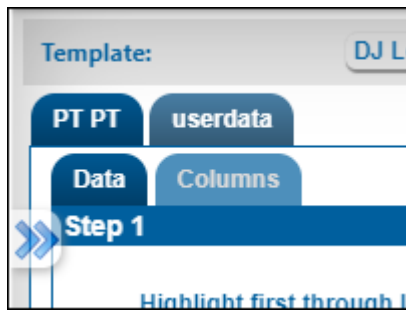 Template: DJ L
PT PT userdata
Data Columns
Step 1
Highlight first through